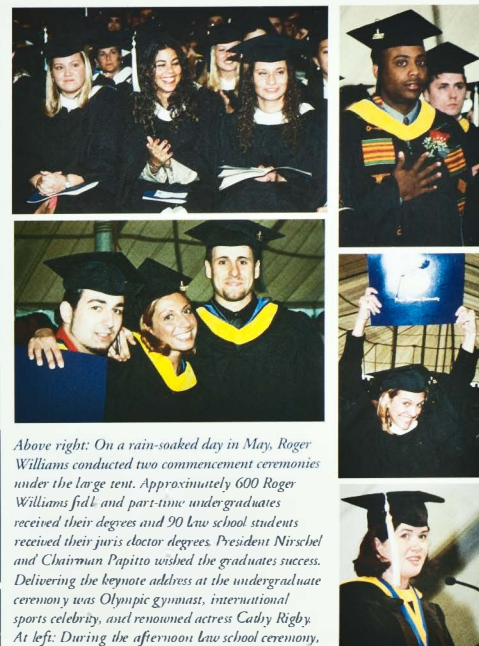 Above right: On a rain-soaked day in May, Roger
Williams conducted two commencement ceremonies
under the large tent. Approximately 600 Roger
Williams full- and part-time undergraduates
received their degrees and 90 law school students
received their juris doctor degrees. President Nirschel
and Chairman Papitto wished the graduates success.
Delivering the keynote address at the undergraduate
ceremony was Olympic gymnast, international
sports celebrity, and renowned actress Cathy Rigby.
At left: During the afternoon law school ceremony,